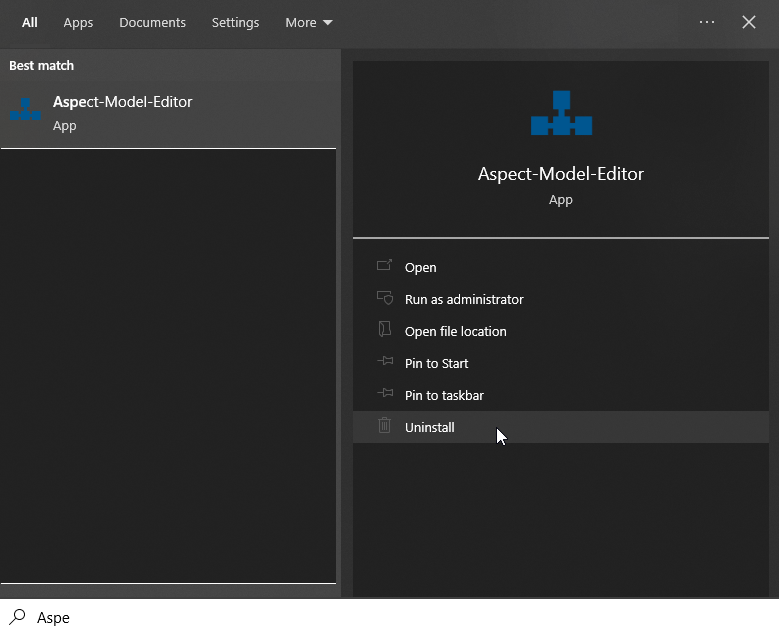 All Apps Documents Settings More ...
Best match
Aspect-Model-Editor
App
Aspect-Model-Editor
App
Open
Run as administrator
Open file location
Pin to Start
Pin to taskbar
Uninstall
Aspe